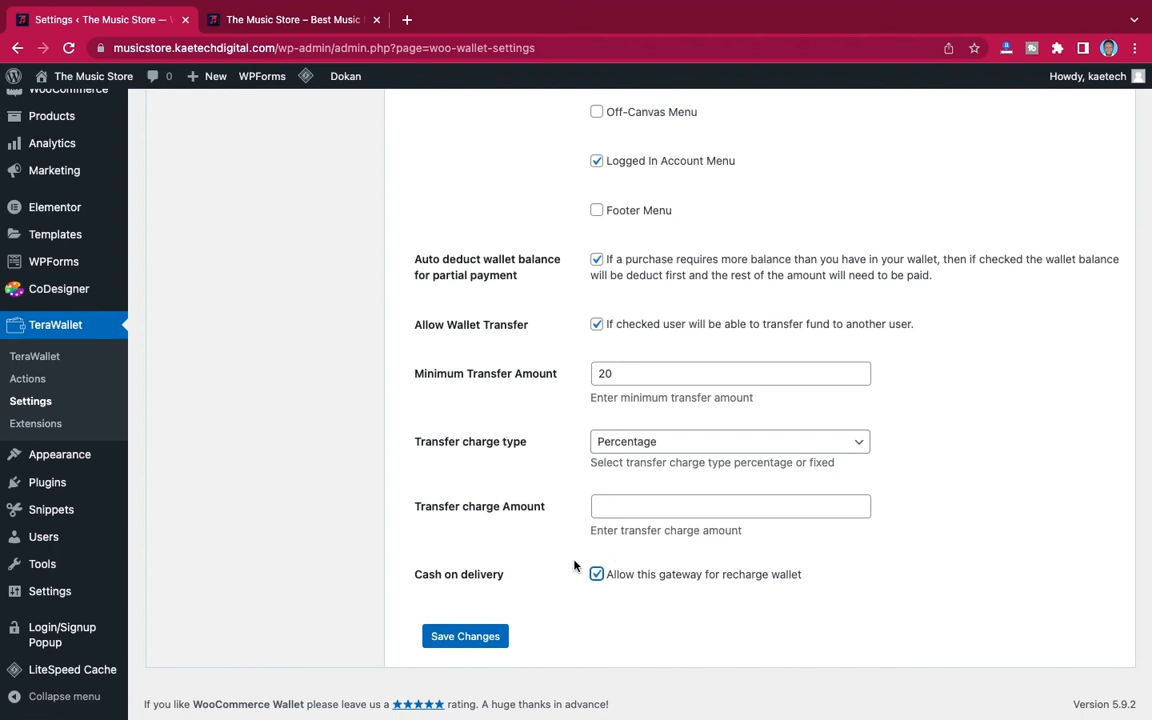 Settings ‹ The Music Store —
The Music Store – Best Music
musicstore.kaetechdigital.com/wp-admin/admin.php?page=woo-wallet-settings
The Music Store
0
New
WPForms
Dokan
Howdy, kaetech
WooCommerce
Products
Analytics
Marketing
Elementor
Templates
WPForms
CoDesigner
TeraWallet
TeraWallet
Actions
Settings
Extensions
Appearance
Plugins
Snippets
Users
Tools
Settings
Login/Signup
Popup
LiteSpeed Cache
Collapse menu
Off-Canvas Menu
Logged In Account Menu
Footer Menu
Auto deduct wallet balance
for partial payment
If a purchase requires more balance than you have in your wallet, then if checked the wallet balance
will be deduct first and the rest of the amount will need to be paid.
Allow Wallet Transfer
If checked user will be able to transfer fund to another user.
Minimum Transfer Amount
20
Enter minimum transfer amount
Transfer charge type
Percentage
Select transfer charge type percentage or fixed
Transfer charge Amount
Enter transfer charge amount
Cash on delivery
Allow this gateway for recharge wallet
Save Changes
If you like WooCommerce Wallet please leave us a ★★★★★ rating. A huge thanks in advance!
Version 5.9.2